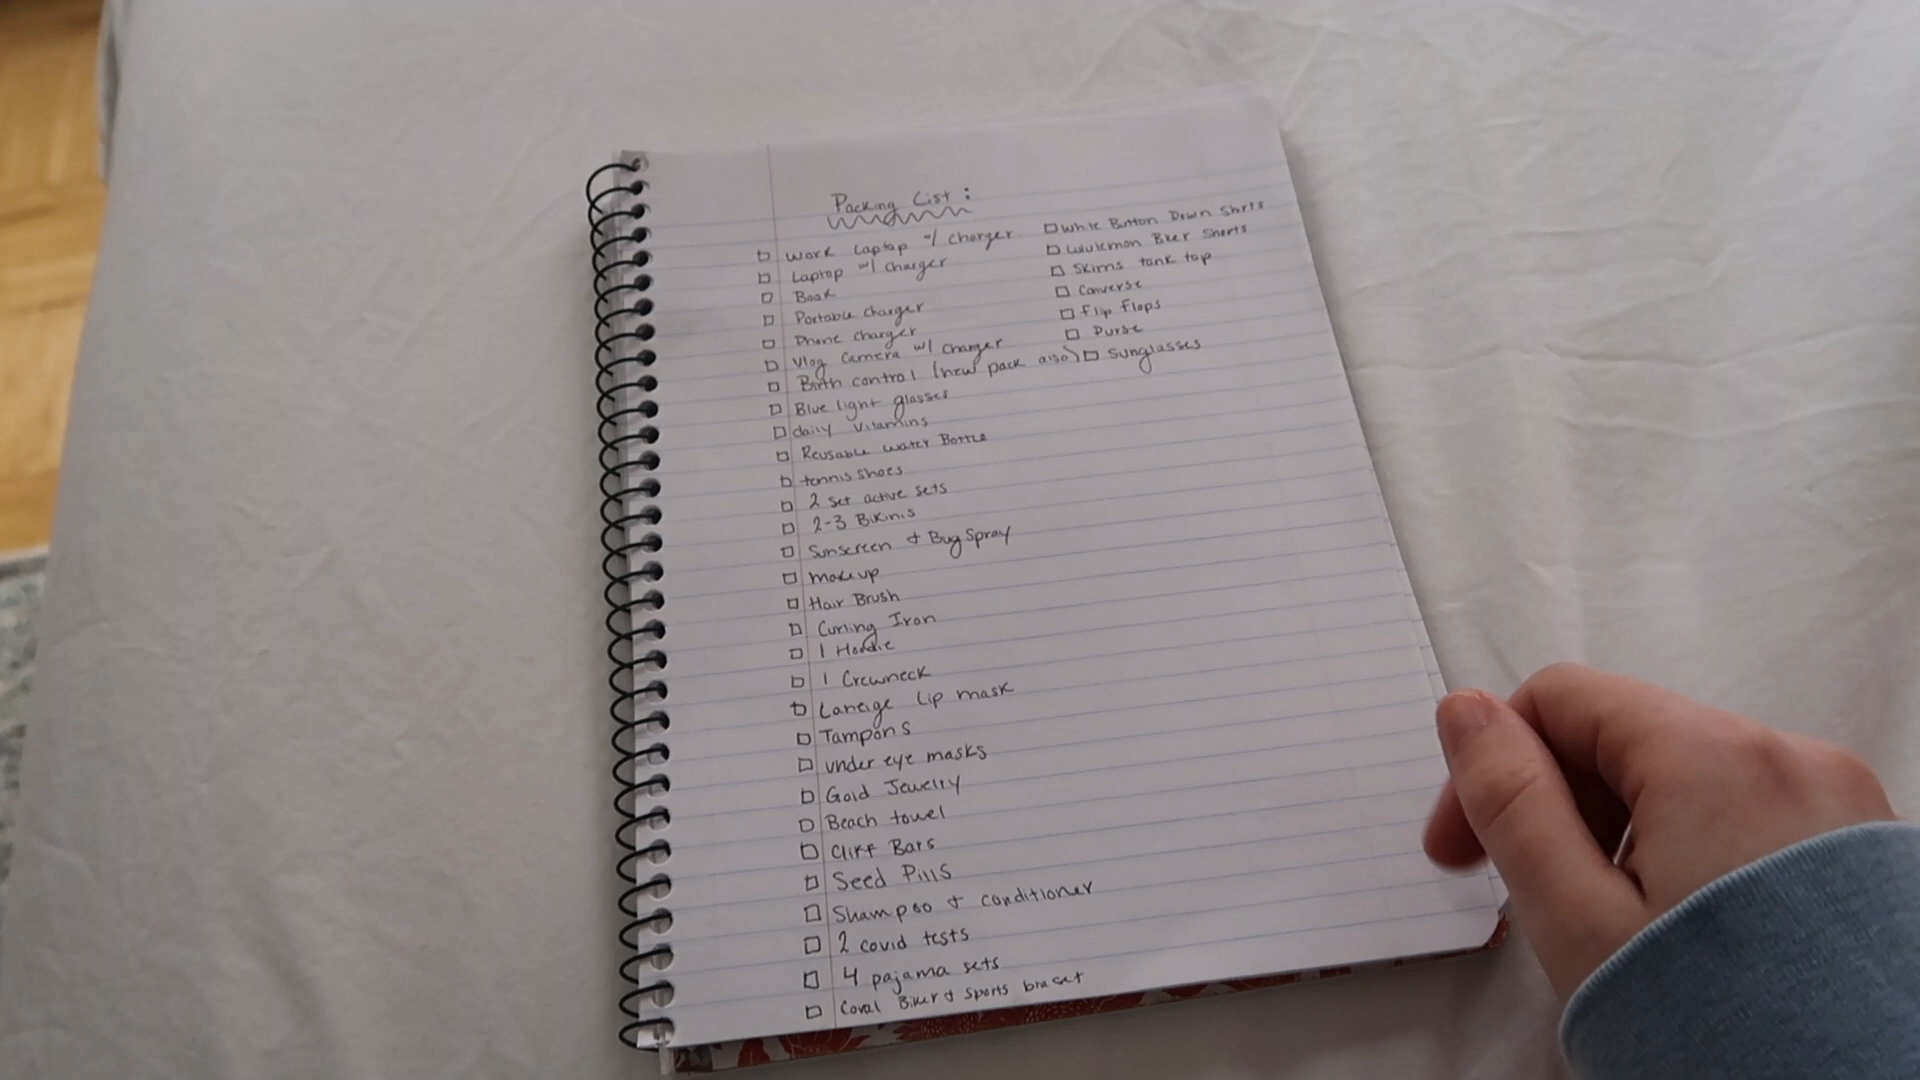 Packing List:
Work Laptop w/ charger
Laptop w/ charger
Book
Portable charger
Phone charger
Vlog Camera w/ charger
Birth control (new pack also)
Blue light glasses
daily vitamins
Reusable water Bottle
tennis shoes
2 set active sets
2-3 Bikinis
Sunscreen + Bug Spray
makeup
Hair Brush
Curling Iron
1 Hoodie
1 Crewneck
Laneige Lip mask
Tampons
under eye masks
Gold Jewelry
Beach towel
Cliff Bars
Seed Pills
Shampoo + conditioner
2 covid tests
4 pajama sets
Coral Biker + sports bra set
White Button Down Shirts
Lululemon Biker Shorts
Skims tank top
Converse
Flip Flops
Purse
Sunglasses